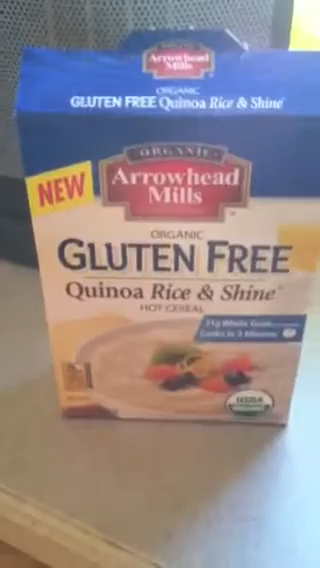 Arrowhead
Mills
ORGANIC
GLUTEN FREE Quinoa Rice & Shine
NEW
ORGANIC
Arrowhead
Mills
™
ORGANIC
GLUTEN FREE
Quinoa Rice & Shine
HOT CEREAL
Whole Grain
Cooks in 3 Minutes
USDA